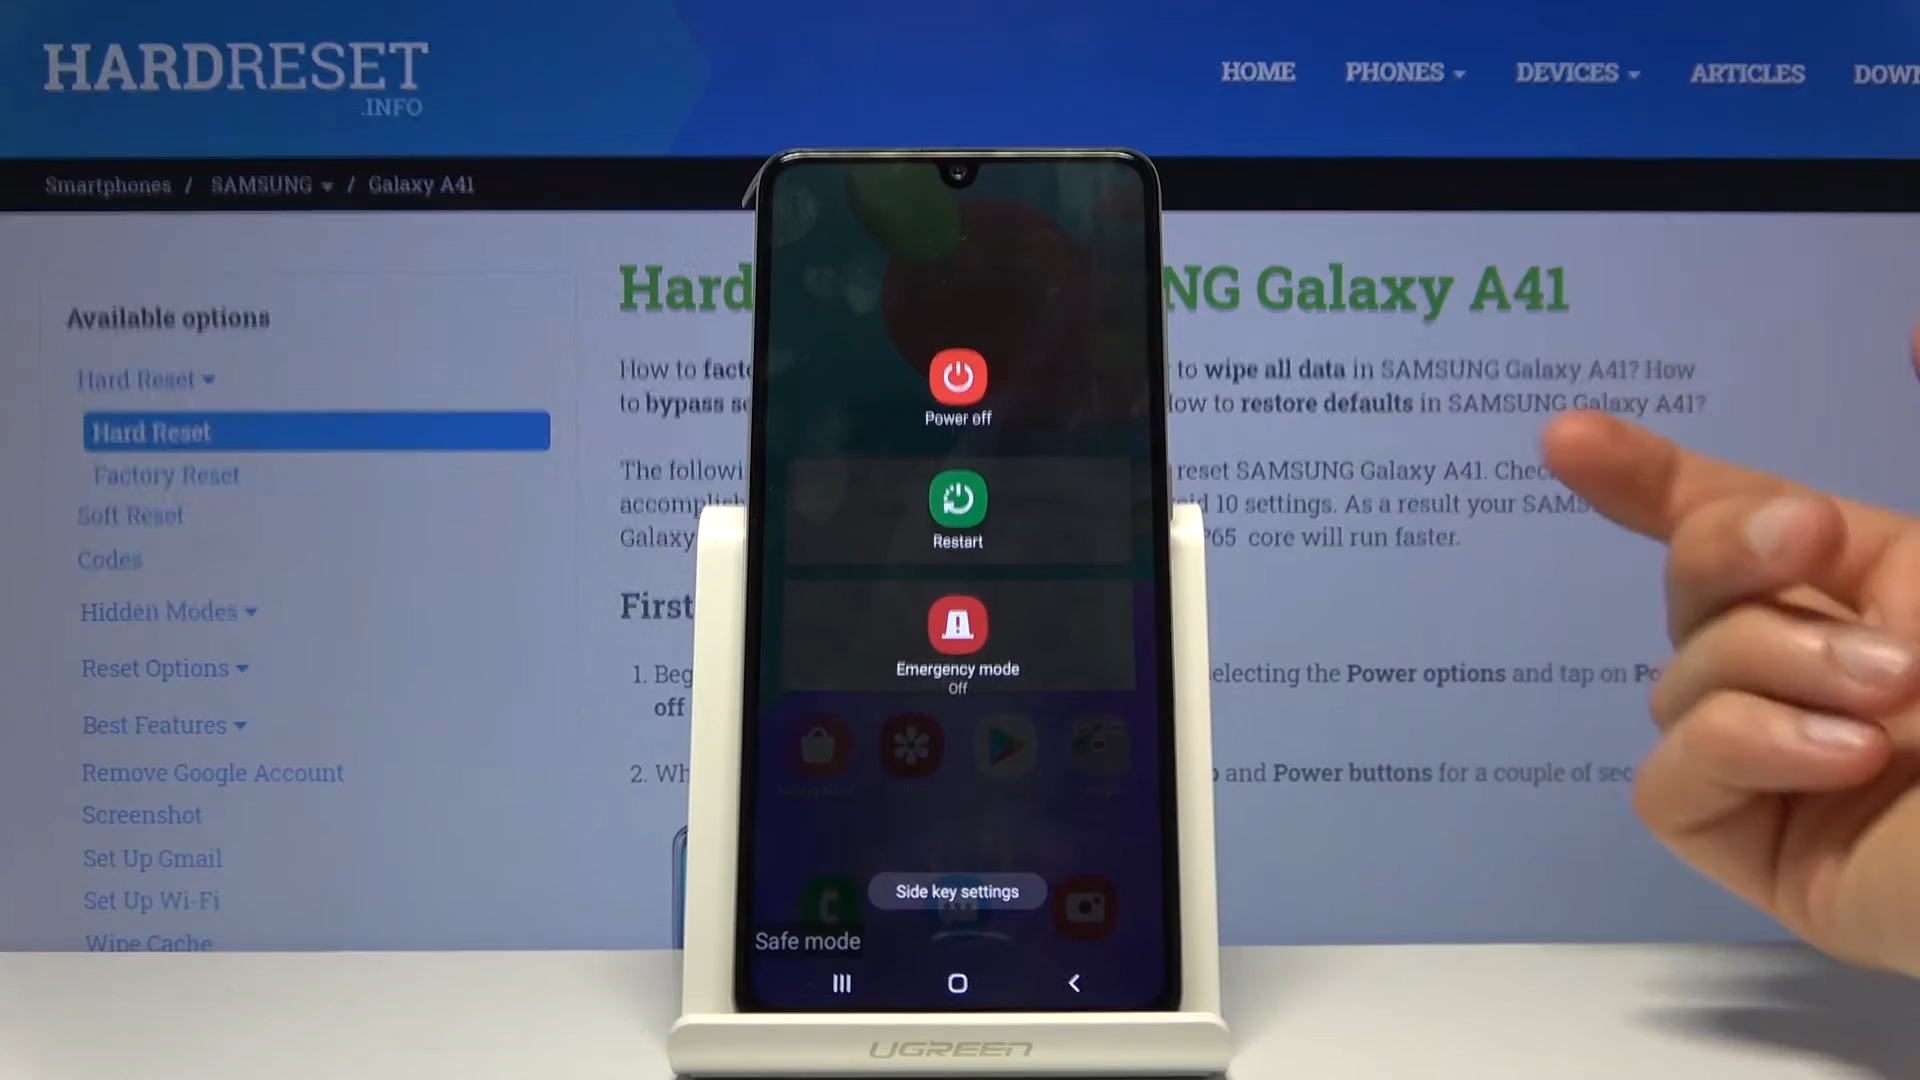 HARDRESET
.INFO
HOME PHONES DEVICES ARTICLES DOW
Smartphones / SAMSUNG / Galaxy A41
Available options
Hard Reset
Hard Reset
Factory Reset
Soft Reset
Codes
Hidden Modes
Reset Options
Best Features
Remove Google Account
Screenshot
Set Up Gmail
Set Up Wi-Fi
Wipe Cache
Hard NG Galaxy A41
How to fact to wipe all data in SAMSUNG Galaxy A41? How
to bypass ow to restore defaults in SAMSUNG Galaxy A41?
The followi reset SAMSUNG Galaxy A41. Chec
accomplis 10 settings. As a result your SAMS
Galaxy P65 core will run faster.
First
1. Beg electing the Power options and tap on Po
off
2. Wh and Power buttons for a couple of sec
Power off
Restart
Emergency mode
Off
Side key settings
Safe mode
UGREEN